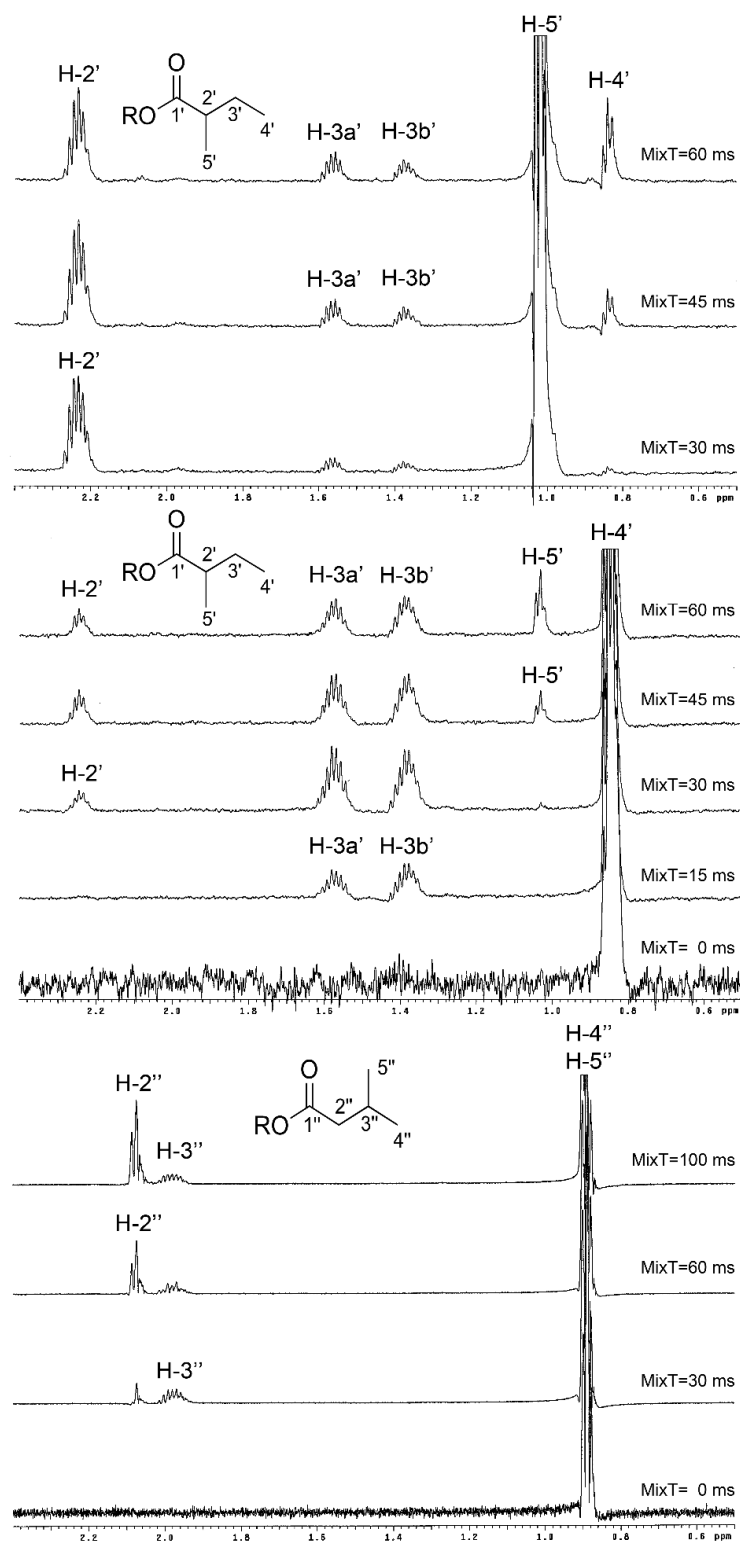 H-5'
H-2'
O
RO
1'
2'
3'
4'
5'
H-4'
H-3a'
H-3b'
MixT=60 ms
H-3a'
H-3b'
MixT=45 ms
H-2'
MixT=30 ms
2.2
2.0
1.8
1.6
1.4
1.2
1.0
0.8
0.6 ppm
H-4'
O
RO
1'
2'
3'
4'
5'
H-2'
H-3a'
H-3b'
H-5'
MixT=60 ms
H-5'
MixT=45 ms
H-2'
MixT=30 ms
H-3a'
H-3b'
MixT=15 ms
MixT= 0 ms
2.2
2.0
1.8
1.6
1.4
1.2
1.0
0.8
0.6 ppm
H-4''
H-5''
O
RO
1''
2''
3''
4''
5''
H-2''
H-3''
MixT=100 ms
H-2''
MixT=60 ms
H-3''
MixT=30 ms
MixT= 0 ms
2.2
2.0
1.8
1.6
1.4
1.2
1.0
0.8
0.6 ppm